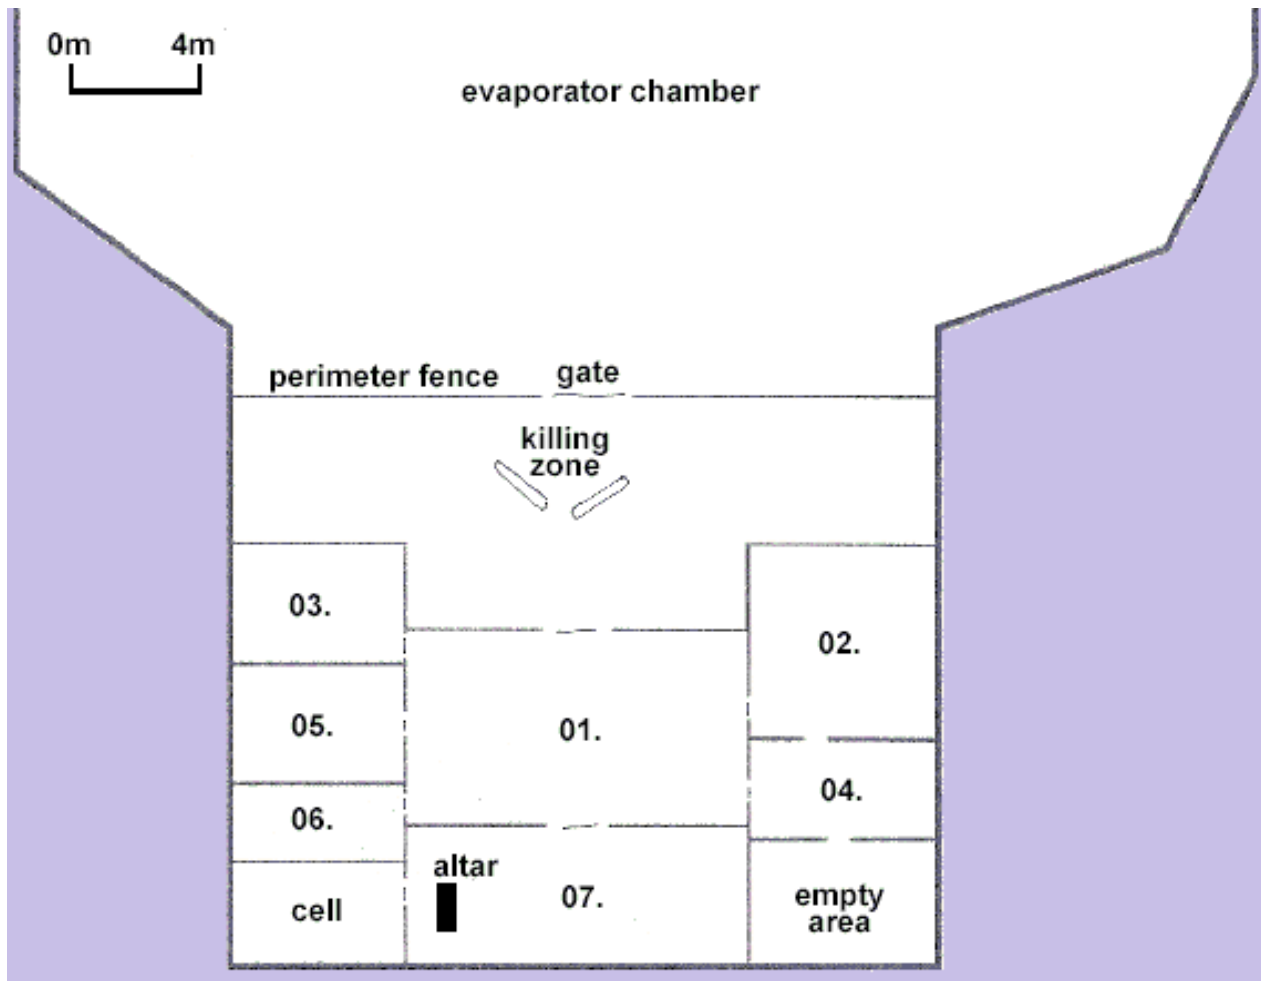 0m 4m
evaporator chamber
perimeter fence gate
killing
zone
03.
02.
05.
01.
04.
06.
altar
07.
cell
empty
area